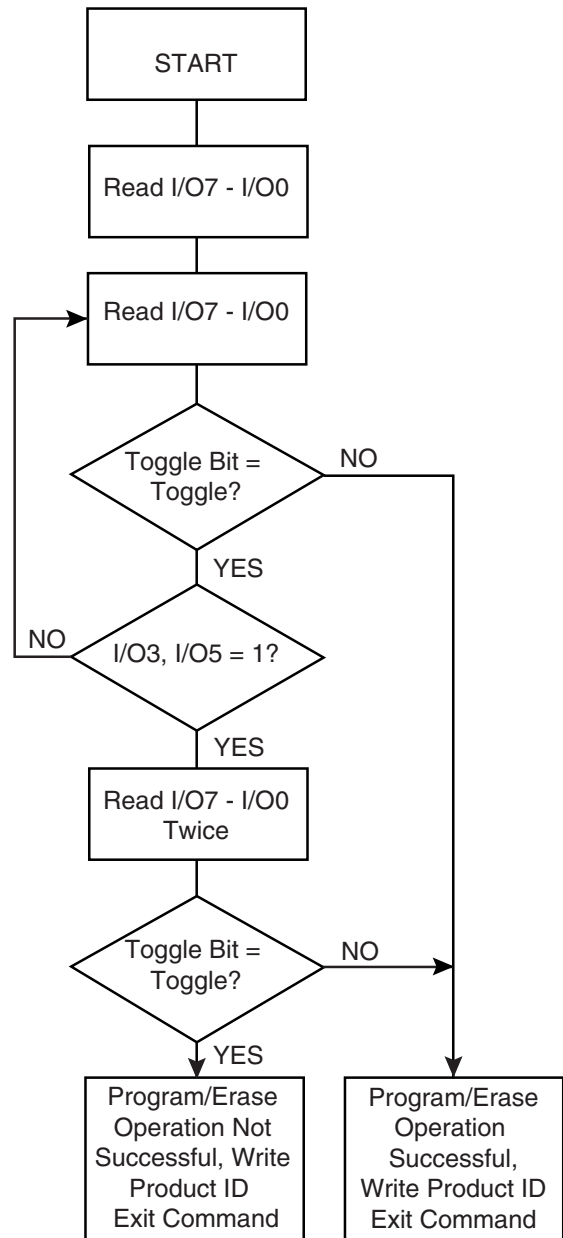 START
Read I/O7 - I/O0
Read I/O7 - I/O0
Toggle Bit =
Toggle?
NO
YES
NO
I/O3, I/O5 = 1?
YES
Read I/O7 - I/O0
Twice
Toggle Bit =
Toggle?
NO
YES
Program/Erase
Operation Not
Successful, Write
Product ID
Exit Command
Program/Erase
Operation
Successful,
Write Product ID
Exit Command